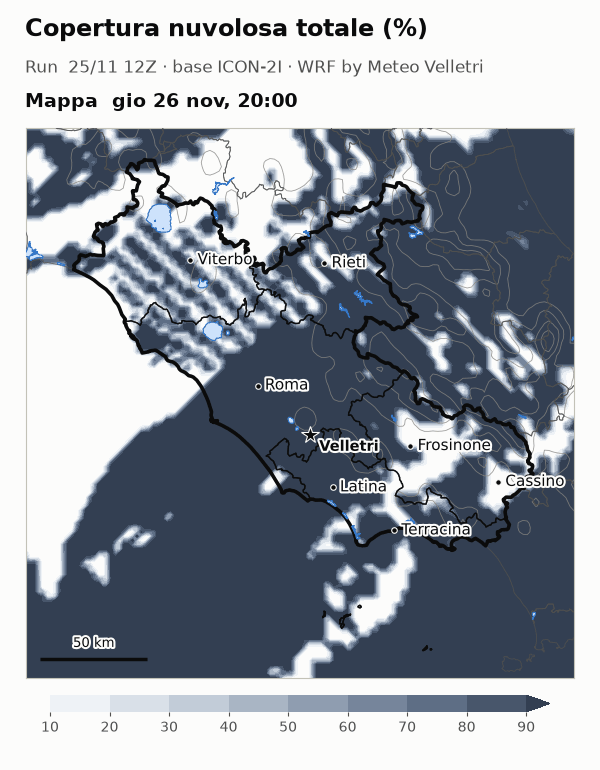 Copertura nuvolosa totale (%)
Run  25/11 12Z · base ICON-2I · WRF by Meteo Velletri
Mappa  gio 26 nov, 20:00
Viterbo
Rieti
Roma
Velletri
Frosinone
Cassino
Latina
Terracina
50 km
10 20 30 40 50 60 70 80 90